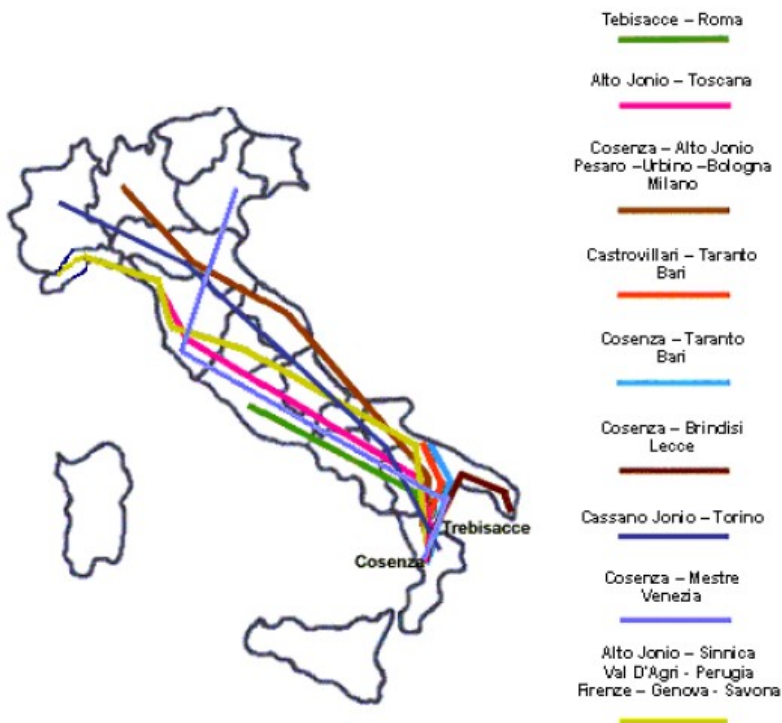 Tebisacce – Roma
Alto Jonio – Toscana
Cosenza – Alto Jonio
Pesaro –Urbino –Bologna
Milano
Castrovillari – Taranto
Bari
Cosenza – Taranto
Bari
Cosenza – Brindisi
Lecce
Cassano Jonio – Torino
Cosenza – Mestre
Venezia
Alto Jonio – Sinnica
Val D'Agri - Perugia
Firenze – Genova - Savona
Trebisacce
Cosenza